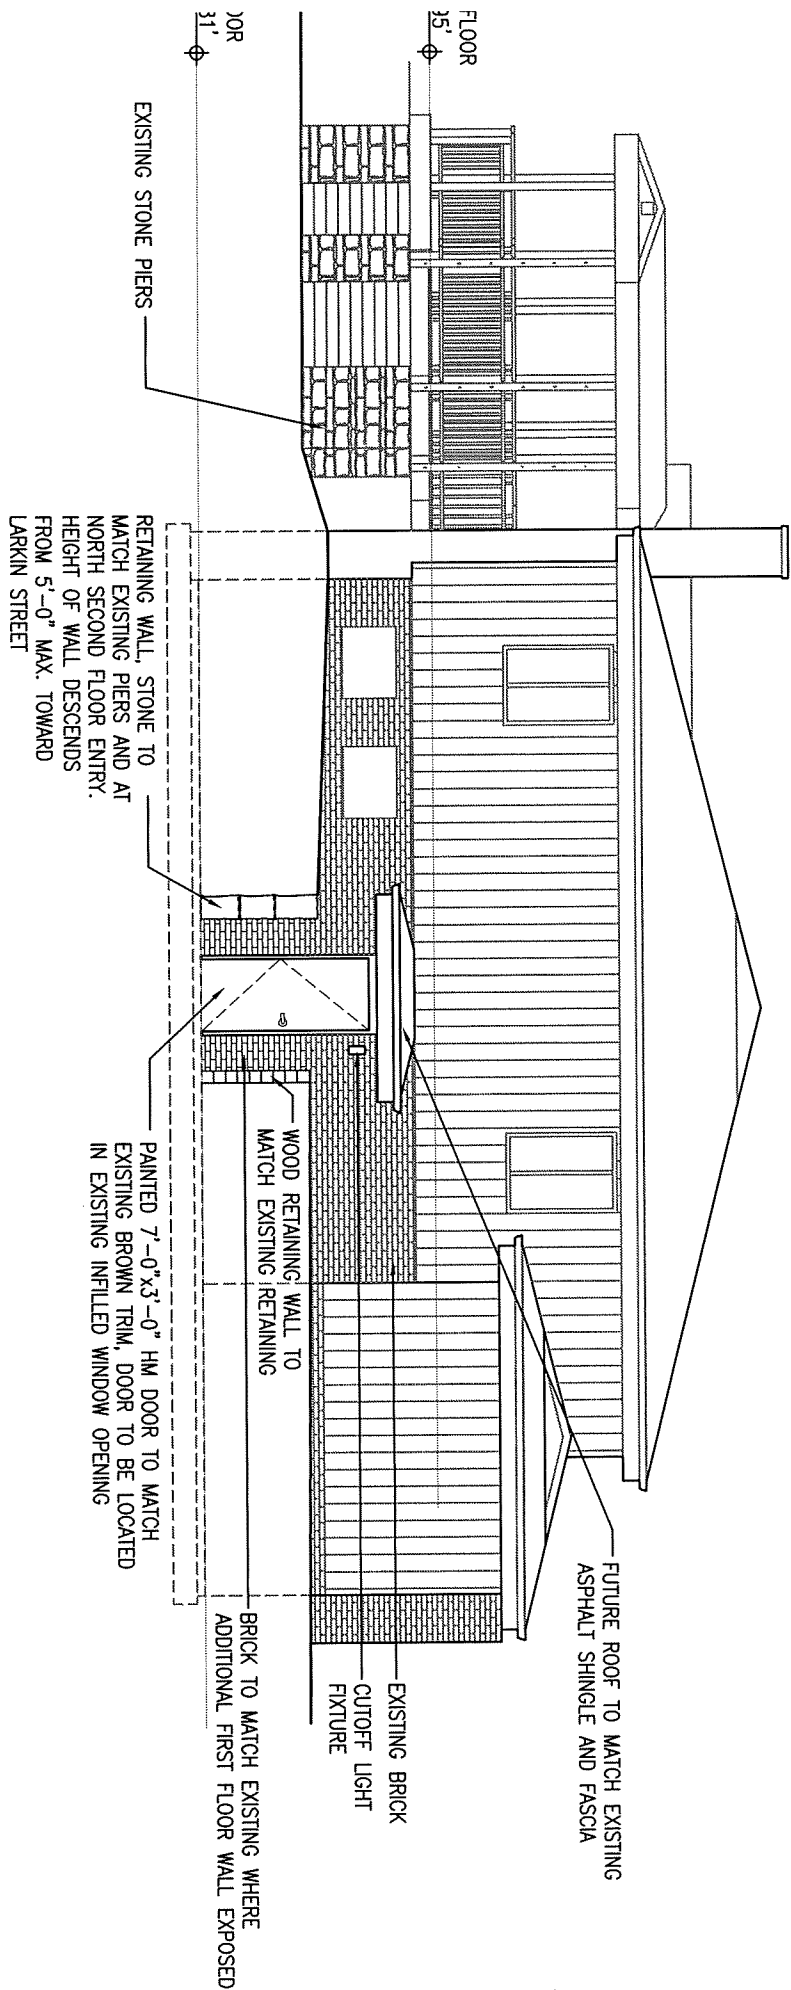 FLOOR
95'
OOR
31'
EXISTING STONE PIERS
RETAINING WALL, STONE TO
MATCH EXISTING PIERS AND AT
NORTH SECOND FLOOR ENTRY.
HEIGHT OF WALL DESCENDS
FROM 5'-0" MAX. TOWARD
LARKIN STREET
PAINTED 7'-0"x3'-0" HM DOOR TO MATCH
EXISTING BROWN TRIM, DOOR TO BE LOCATED
IN EXISTING INFILLED WINDOW OPENING
WOOD RETAINING WALL TO
MATCH EXISTING RETAINING
FUTURE ROOF TO MATCH EXISTING
ASPHALT SHINGLE AND FASCIA
EXISTING BRICK
CUTOFF LIGHT
FIXTURE
BRICK TO MATCH EXISTING WHERE
ADDITIONAL FIRST FLOOR WALL EXPOSED